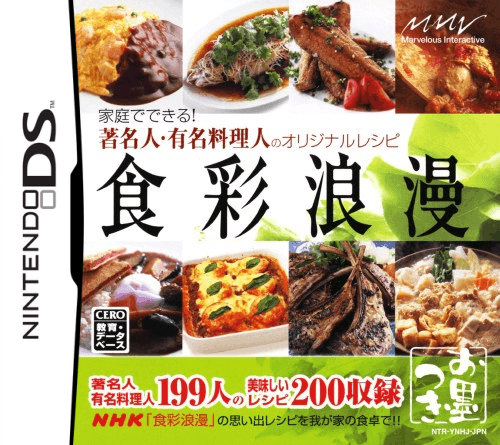 NINTENDO DS™
Marvelous Interactive
家庭でできる!
著名人・有名料理人のオリジナルレシピ
食彩浪漫
CERO
教育・データベース
著名人 有名料理人 199人の 美味しいレシピ 200収録
NHK「食彩浪漫」の思い出レシピを我が家の食卓で!!
お墨つき
NTR-YNHJ-JPN